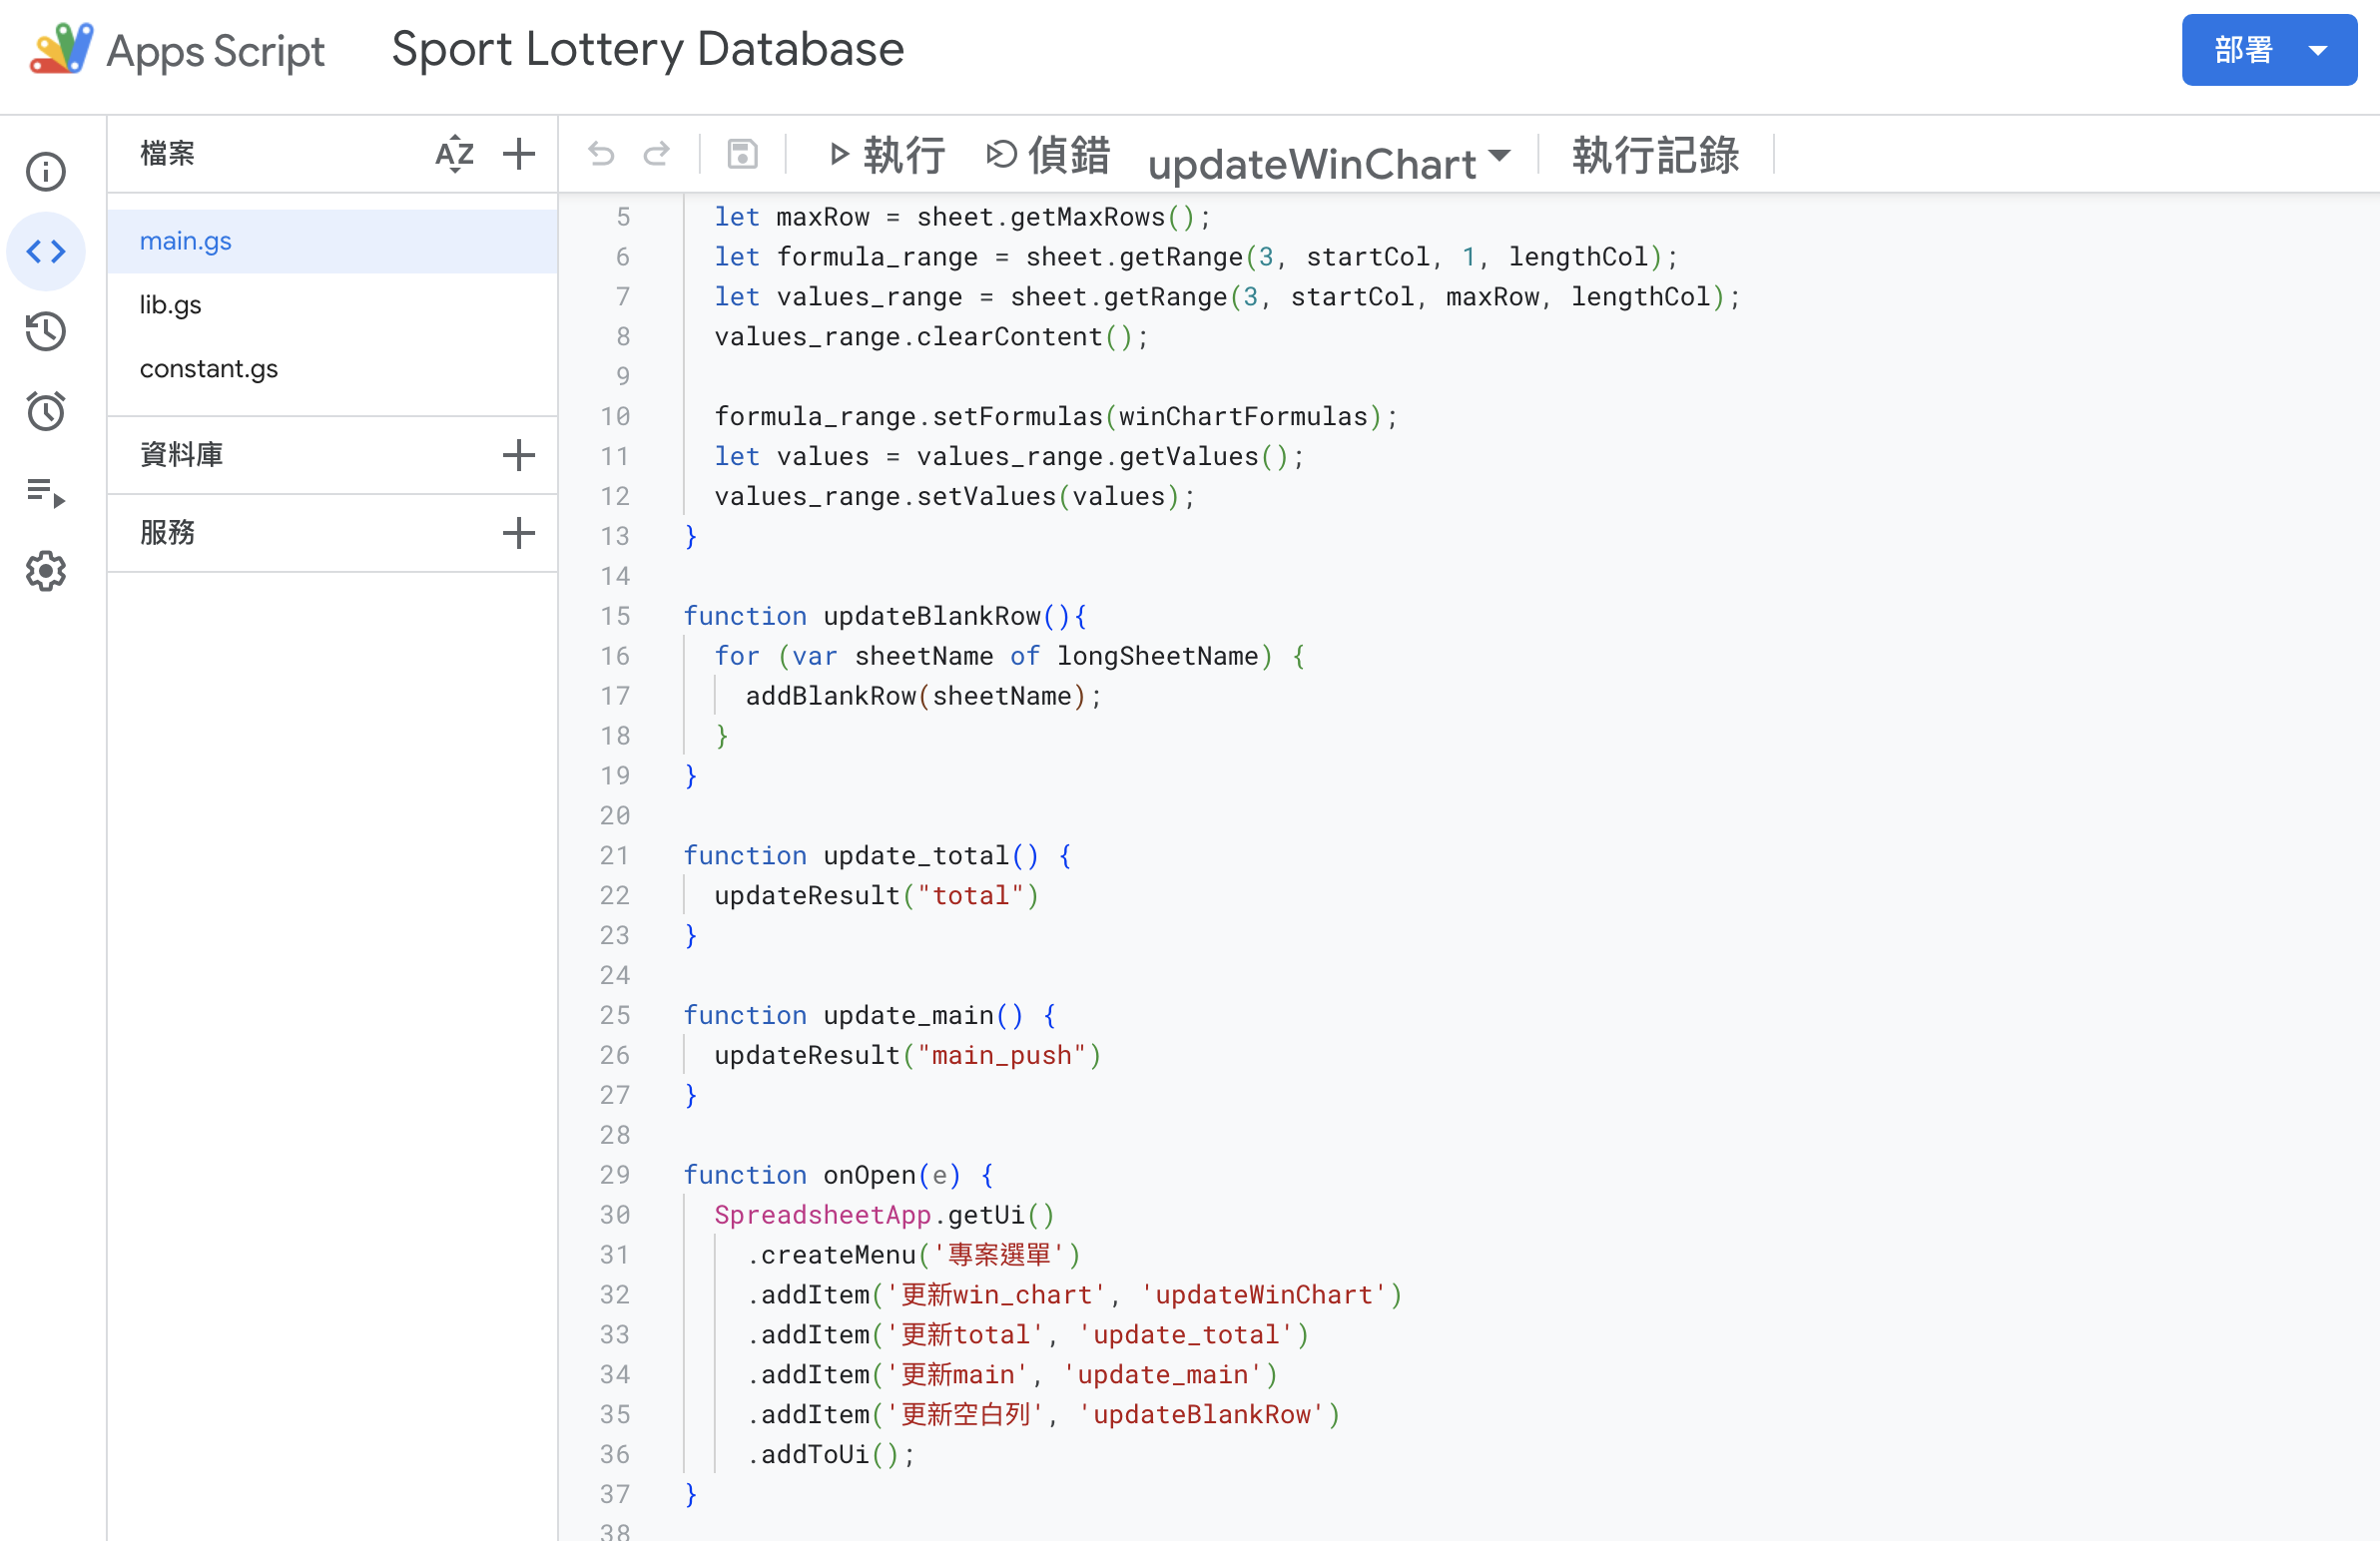 Apps Script Sport Lottery Database 部署
檔案 AZ
執行 偵錯 updateWinChart 執行記錄
main.gs
lib.gs
constant.gs
資料庫
服務
5 let maxRow = sheet.getMaxRows();
6 let formula_range = sheet.getRange(3, startCol, 1, lengthCol);
7 let values_range = sheet.getRange(3, startCol, maxRow, lengthCol);
8 values_range.clearContent();
9
10 formula_range.setFormulas(winChartFormulas);
11 let values = values_range.getValues();
12 values_range.setValues(values);
13 }
14
15 function updateBlankRow(){
16 for (var sheetName of longSheetName) {
17 addBlankRow(sheetName);
18 }
19 }
20
21 function update_total() {
22 updateResult("total")
23 }
24
25 function update_main() {
26 updateResult("main_push")
27 }
28
29 function onOpen(e) {
30 SpreadsheetApp.getUi()
31 .createMenu('專案選單')
32 .addItem('更新win_chart', 'updateWinChart')
33 .addItem('更新total', 'update_total')
34 .addItem('更新main', 'update_main')
35 .addItem('更新空白列', 'updateBlankRow')
36 .addToUi();
37 }
38